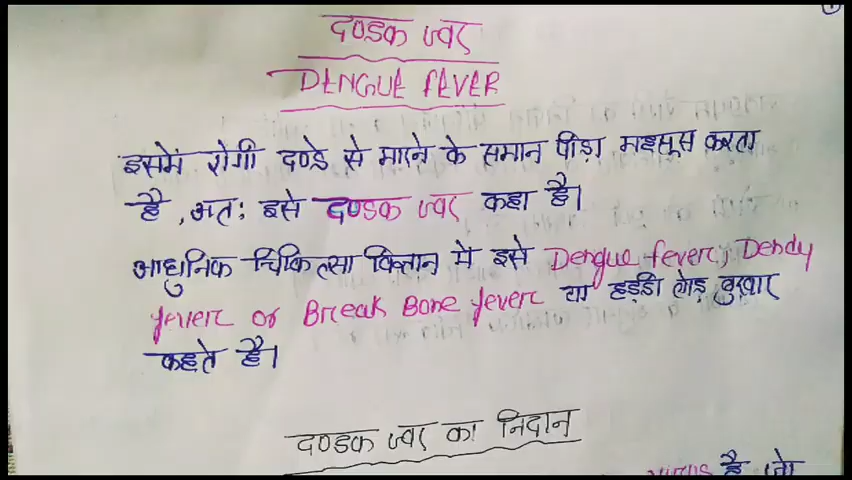 दण्डक ज्वर
DENGUE FEVER
इसमें रोगी दण्डे से मारने के समान पीड़ा महसूस करता
है, अतः इसे दण्डक ज्वर कहा है।
आधुनिक चिकित्सा विज्ञान में इसे Dengue fever, Dendy
fever or Break Bone fever या हड्डी तोड़ बुखार
कहते है।
दण्डक ज्वर का निदान
virus है जो